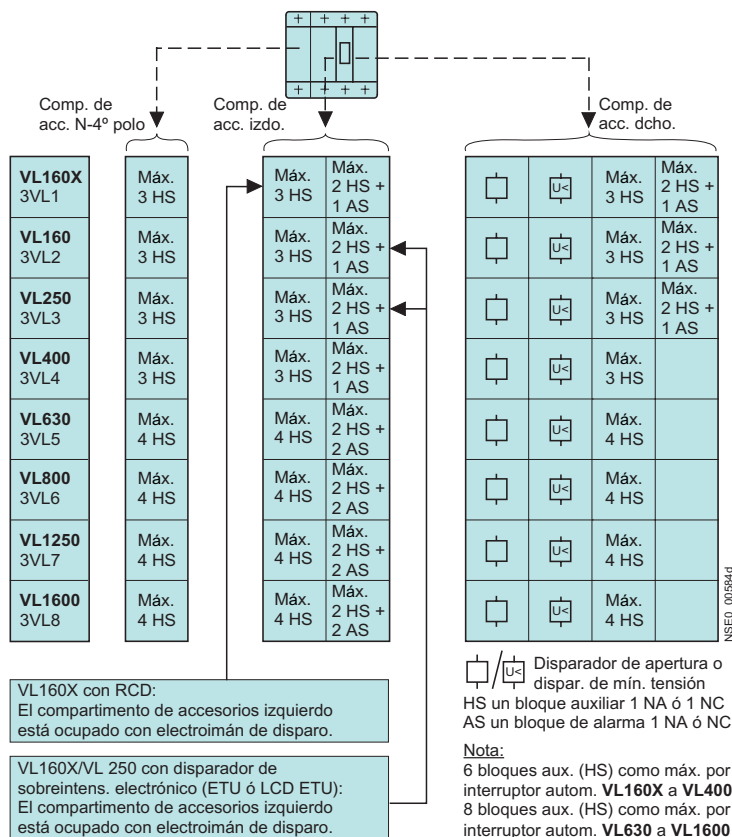 Comp. de
acc. N-4º polo
Comp. de
acc. izdo.
Comp. de
acc. dcho.
VL160X
3VL1
Máx.
3 HS
Máx.
3 HS
Máx.
2 HS +
1 AS
U<
Máx.
3 HS
Máx.
2 HS +
1 AS
VL160
3VL2
Máx.
3 HS
Máx.
3 HS
Máx.
2 HS +
1 AS
U<
Máx.
3 HS
Máx.
2 HS +
1 AS
VL250
3VL3
Máx.
3 HS
Máx.
3 HS
Máx.
2 HS +
1 AS
U<
Máx.
3 HS
Máx.
2 HS +
1 AS
VL400
3VL4
Máx.
3 HS
Máx.
3 HS
Máx.
2 HS +
1 AS
U<
Máx.
3 HS
VL630
3VL5
Máx.
4 HS
Máx.
4 HS
Máx.
2 HS +
2 AS
U<
Máx.
4 HS
VL800
3VL6
Máx.
4 HS
Máx.
4 HS
Máx.
2 HS +
2 AS
U<
Máx.
4 HS
VL1250
3VL7
Máx.
4 HS
Máx.
4 HS
Máx.
2 HS +
2 AS
U<
Máx.
4 HS
VL1600
3VL8
Máx.
4 HS
Máx.
4 HS
Máx.
2 HS +
2 AS
U<
Máx.
4 HS
NSE0_00584d
VL160X con RCD:
El compartimento de accesorios izquierdo
está ocupado con electroimán de disparo.
VL160X/VL 250 con disparador de
sobreintens. electrónico (ETU ó LCD ETU):
El compartimento de accesorios izquierdo
está ocupado con electroimán de disparo.
U< Disparador de apertura o
dispar. de mín. tensión
HS un bloque auxiliar 1 NA ó 1 NC
AS un bloque de alarma 1 NA ó NC
Nota:
6 bloques aux. (HS) como máx. por
interruptor autom. VL160X a VL400
8 bloques aux. (HS) como máx. por
interruptor autom. VL630 a VL1600